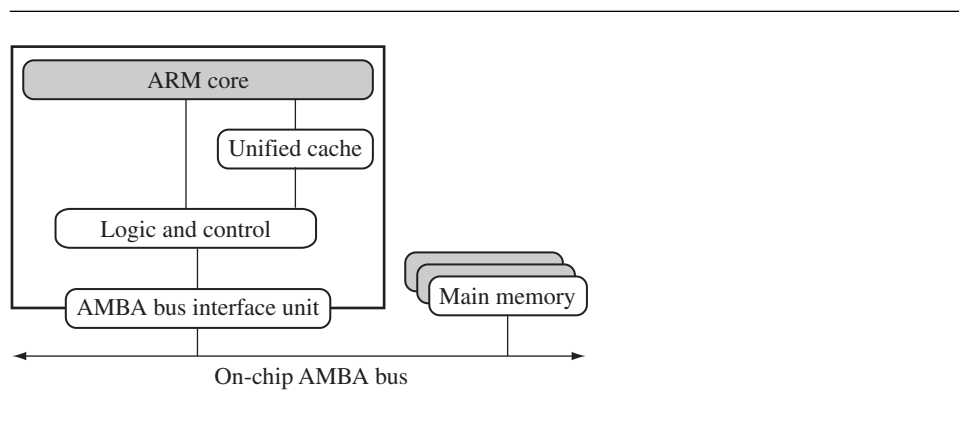 ARM core
Unified cache
Logic and control
AMBA bus interface unit
Main memory
On-chip AMBA bus